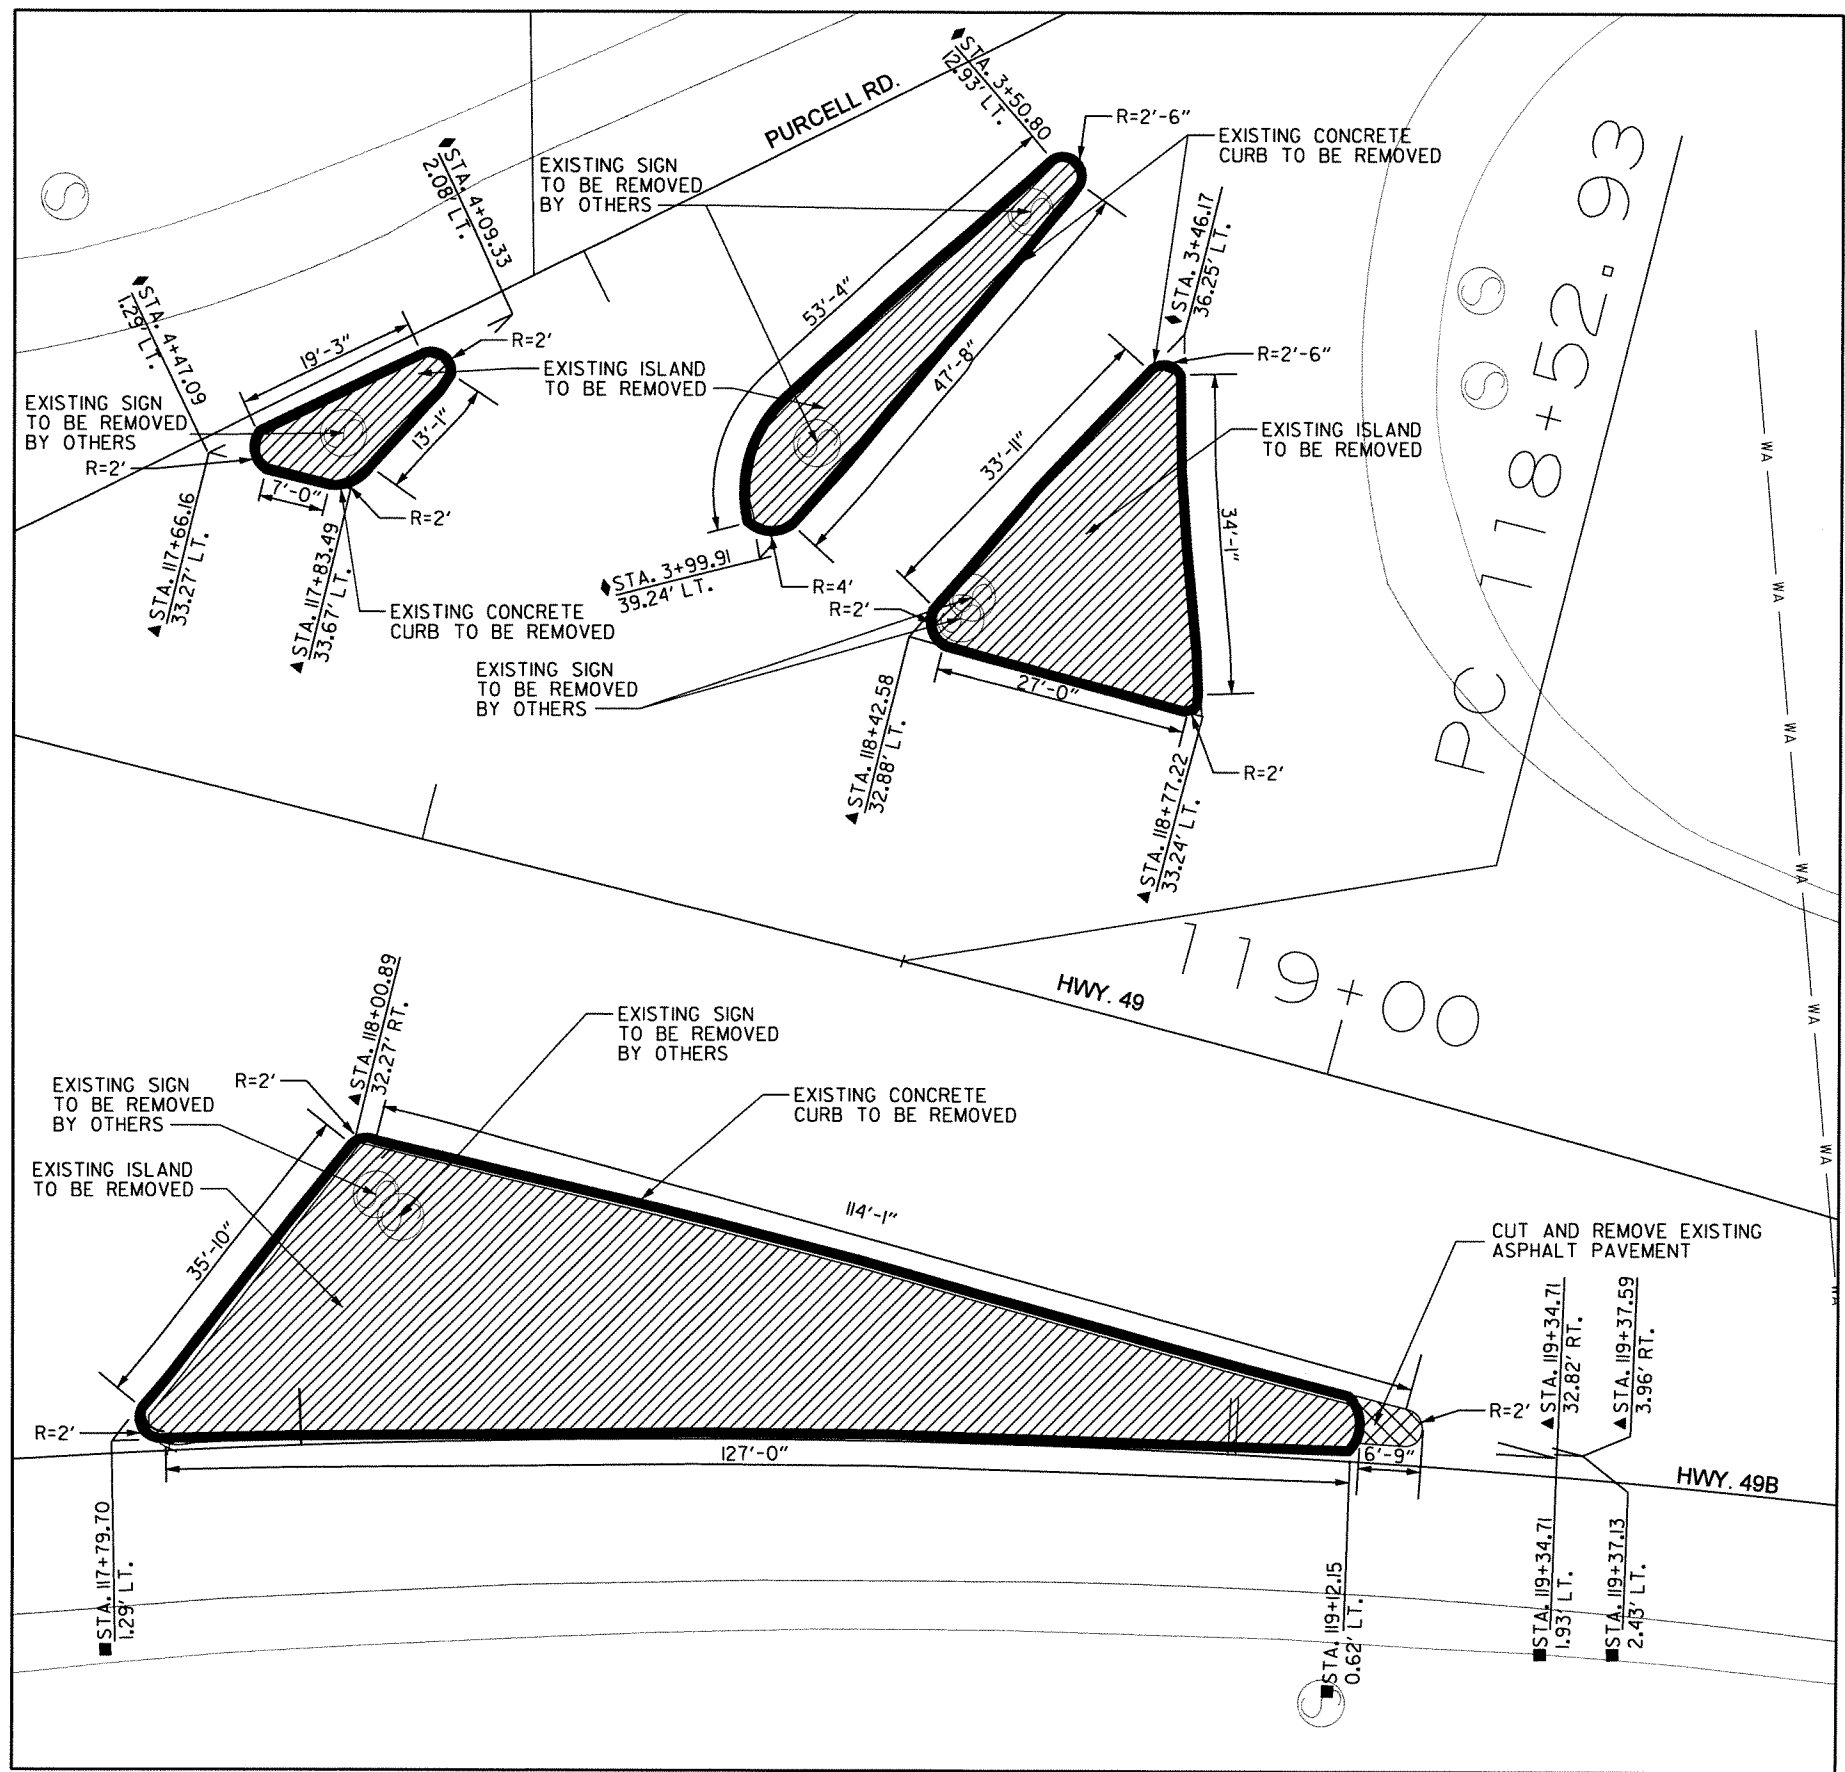 ◆STA. 3+50.80
12.93' LT.
PURCELL RD.
R=2'-6"
EXISTING CONCRETE
CURB TO BE REMOVED
◆STA. 4+09.33
2.08' LT.
EXISTING SIGN
TO BE REMOVED
BY OTHERS
◆STA. 3+46.17
36.25' LT.
◆STA. 4+47.09
1.29' LT.
19'-3"
R=2'
53'-4"
47'-8"
R=2'-6"
EXISTING ISLAND
TO BE REMOVED
EXISTING SIGN
TO BE REMOVED
BY OTHERS
13'-1"
R=2'
7'-0"
R=2'
33'-11"
EXISTING ISLAND
TO BE REMOVED
34'-1"
PC 118+52.93
▲STA. 117+66.16
33.27' LT.
▲STA. 117+83.49
33.67' LT.
◆STA. 3+99.91
39.24' LT.
R=4'
R=2'
EXISTING CONCRETE
CURB TO BE REMOVED
EXISTING SIGN
TO BE REMOVED
BY OTHERS
27'-0"
▲STA. 118+42.58
32.88' LT.
▲STA. 118+77.22
33.24' LT.
R=2'
WA
WA
WA
WA
WA
WA
WA
119+00
HWY. 49
▲STA. 118+00.89
32.27' RT.
EXISTING SIGN
TO BE REMOVED
BY OTHERS
R=2'
EXISTING SIGN
TO BE REMOVED
BY OTHERS
EXISTING CONCRETE
CURB TO BE REMOVED
EXISTING ISLAND
TO BE REMOVED
35'-10"
114'-1"
CUT AND REMOVE EXISTING
ASPHALT PAVEMENT
▲STA. 119+34.71
32.82' RT.
▲STA. 119+37.59
3.96' RT.
R=2'
R=2'
127'-0"
6'-9"
HWY. 49B
■STA. 117+79.70
1.29' LT.
■STA. 119+12.15
0.62' LT.
■STA. 119+34.71
1.93' LT.
■STA. 119+37.13
2.43' LT.